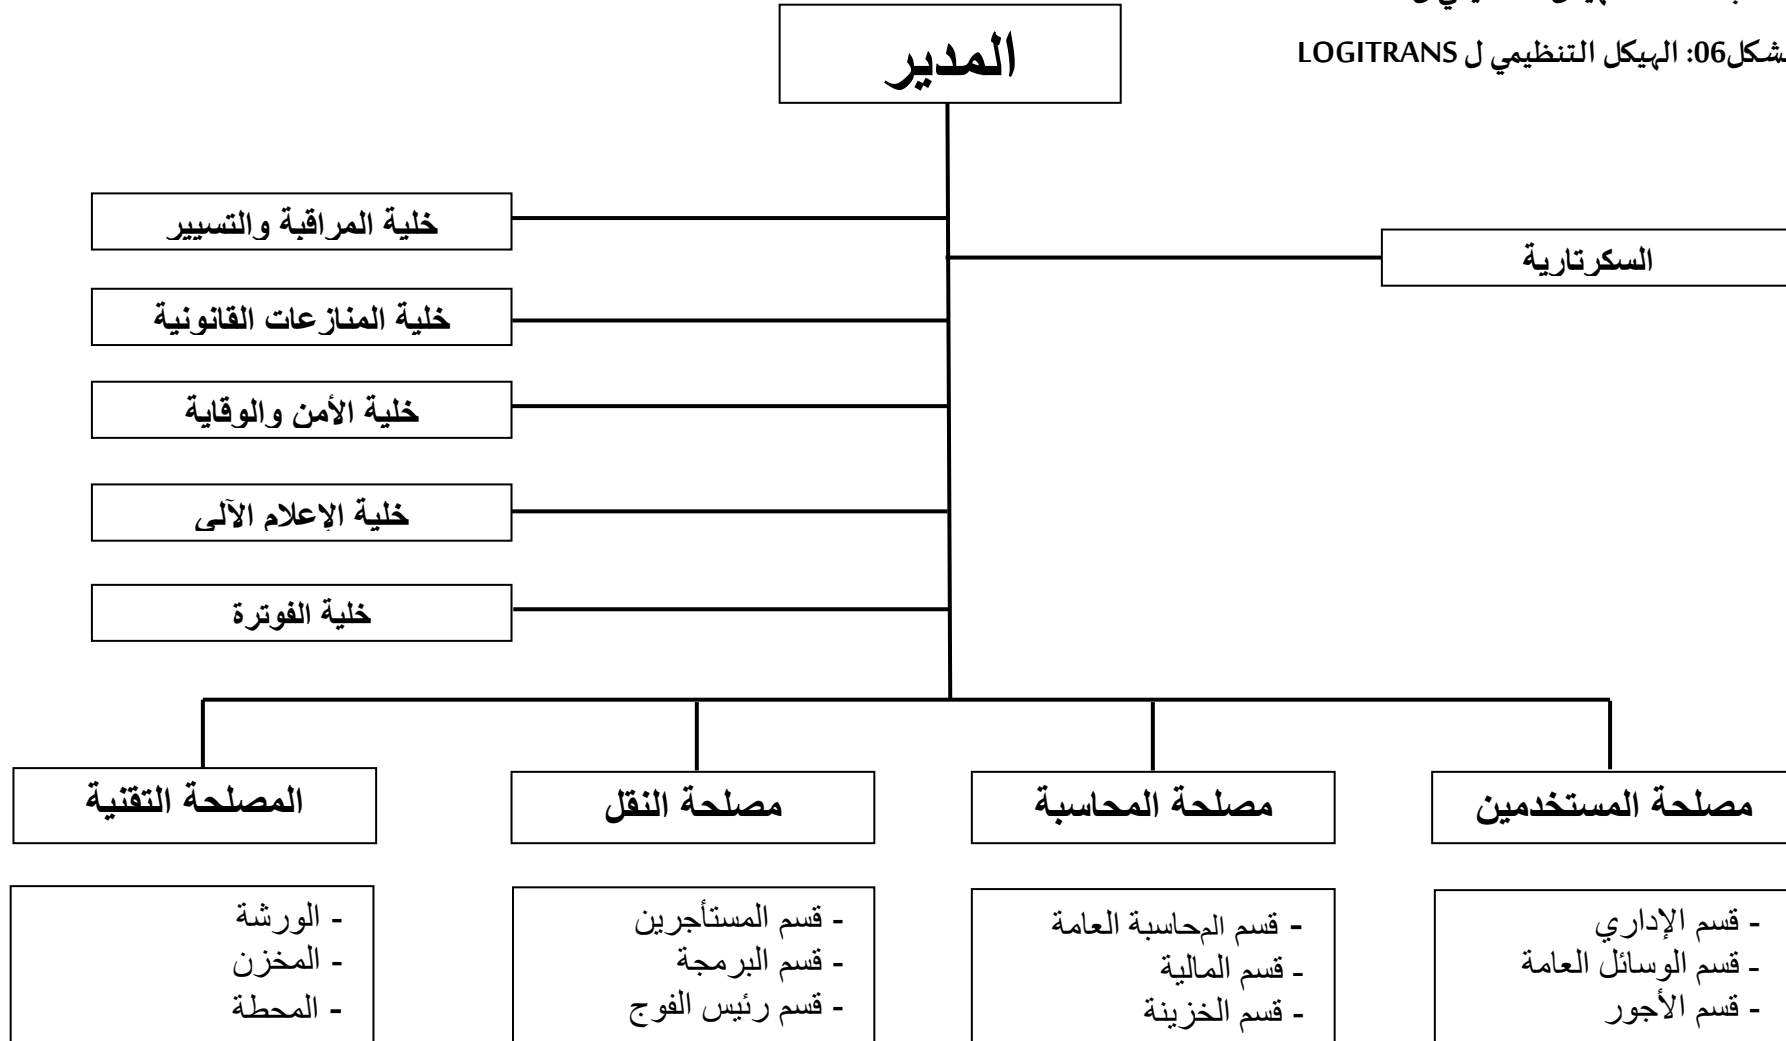 الشكل06: الهيكل التنظيمي ل LOGITRANS
المدير
السكرتارية
خلية المراقبة والتسيير
خلية المنازعات القانونية
خلية الأمن والوقاية
خلية الإعلام الآلي
خلية الفوترة
مصلحة المستخدمين
مصلحة المحاسبة
مصلحة النقل
المصلحة التقنية
- قسم الإداري
- قسم الوسائل العامة
- قسم الأجور
- قسم المحاسبة العامة
- قسم المالية
- قسم الخزينة
- قسم المستأجرين
- قسم البرمجة
- قسم رئيس الفوج
- الورشة
- المخزن
- المحطة